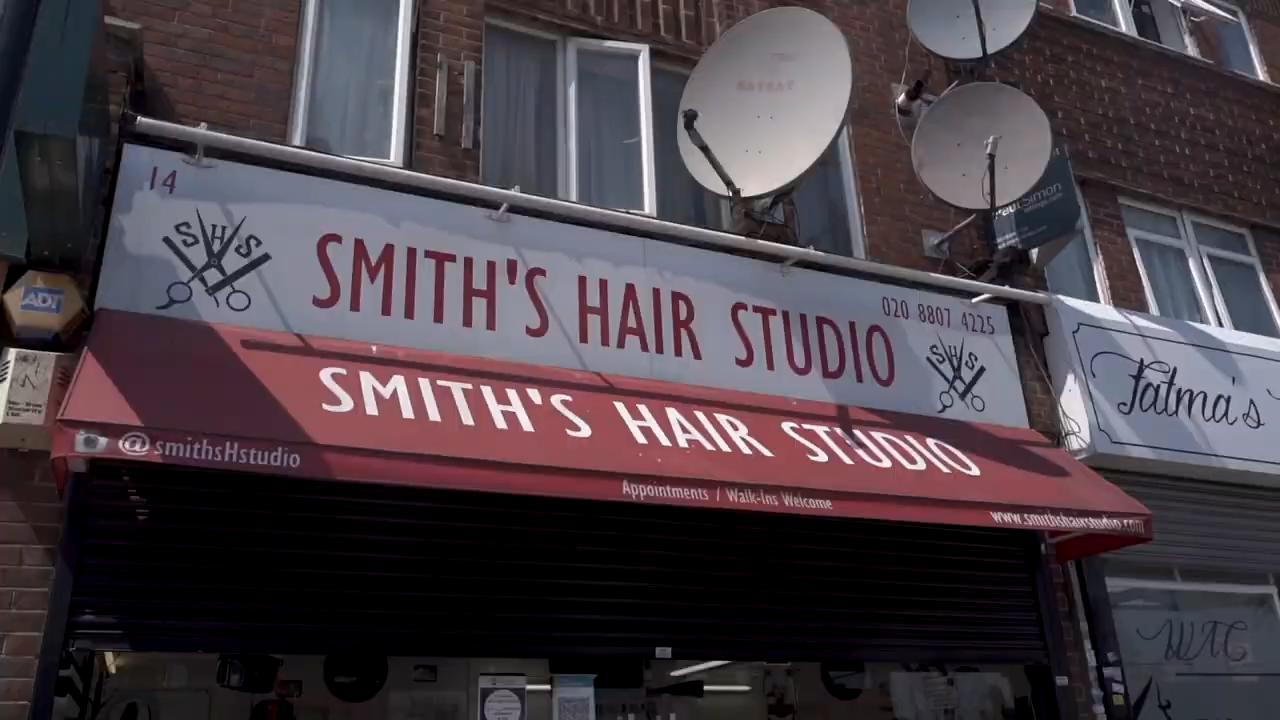 14
SHS
SMITH'S HAIR STUDIO
020 8807 4225
SHS
SMITH'S HAIR STUDIO
@smithsHstudio
Appointments / Walk-Ins Welcome
www.smithshairstudio.com
ADT
PaulSimon
Fatma's